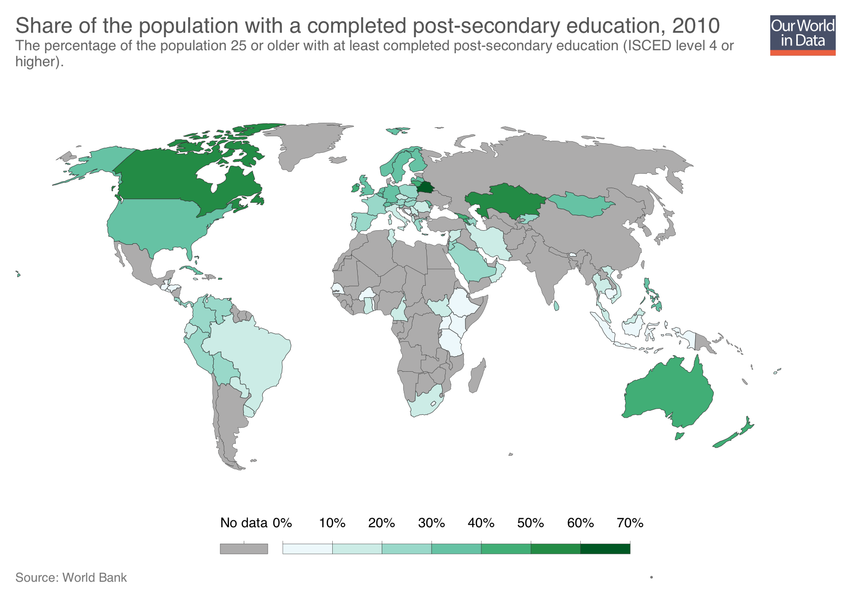 Share of the population with a completed post-secondary education, 2010
The percentage of the population 25 or older with at least completed post-secondary education (ISCED level 4 or
higher).
Our World
in Data
No data 0% 10% 20% 30% 40% 50% 60% 70%
Source: World Bank